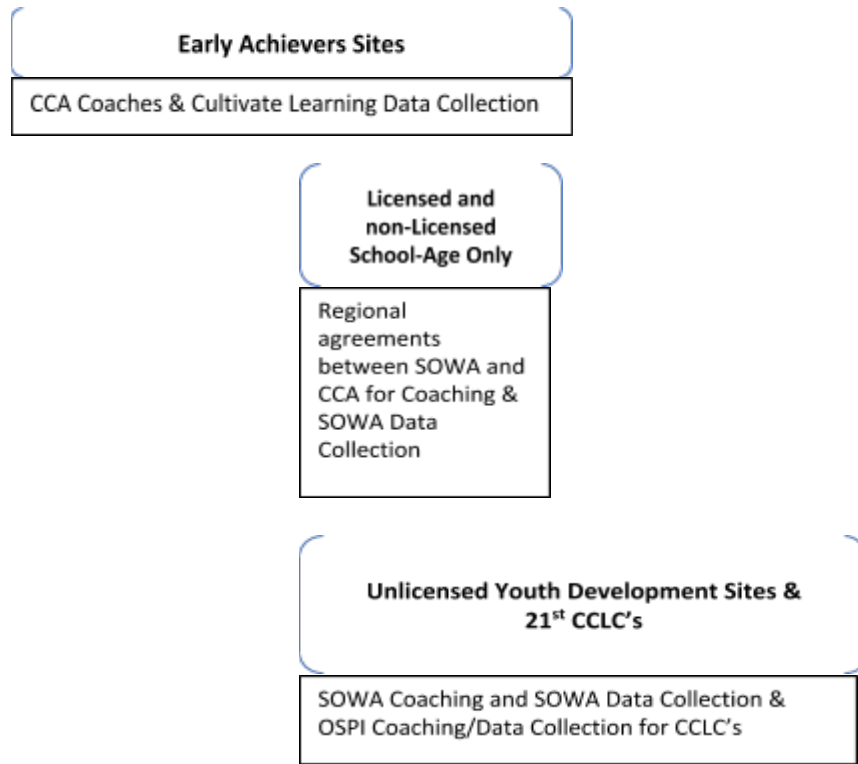 Early Achievers Sites
CCA Coaches & Cultivate Learning Data Collection
Licensed and
non-Licensed
School-Age Only
Regional
agreements
between SOWA and
CCA for Coaching &
SOWA Data
Collection
Unlicensed Youth Development Sites &
21st CCLC's
SOWA Coaching and SOWA Data Collection &
OSPI Coaching/Data Collection for CCLC's